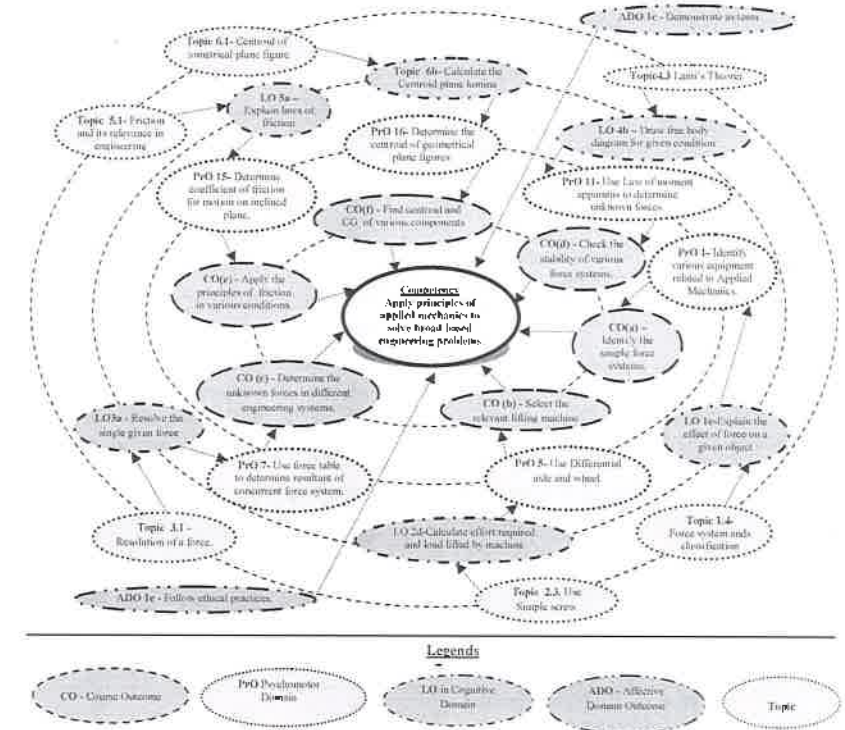 ADO 1c - Demonstrate as team
Topic 6.1- Centroid of
geometrical plane figure.
Topic 6b- Calculate the
Centroid plane lamina
Topic4.3 Lami's Theorem
LO 5a –
Explain laws of
friction
Topic 5.1- Friction
and its relevance in
engineering
PrO 16- Determine the
centroid of geometrical
plane figures
LO 4b – Draw free body
diagram for given condition
PrO 15- Determine
coefficient of friction
for motion on inclined
plane.
PrO 11- Use Law of moment
apparatus to determine
unknown forces
CO(f) - Find centroid and
CG of various components
CO(d) - Check the
stability of various
force systems.
PrO 1- Identify
various equipment
related to Applied
Mechanics.
CO(e) - Apply the
principles of friction
in various conditions.
Competency
Apply principles of
applied mechanics to
solve broad based
engineering problems
CO(a) –
Identify the
simple force
systems.
CO (c) - Determine the
unknown forces in different
engineering systems.
CO (b) - Select the
relevant lifting machine
LO3a - Resolve the
single given force
LO 1e-Explain the
effect of force on a
given object
PrO 7- Use force table
to determine resultant of
concurrent force system.
PrO 5- Use Differential
axle and wheel.
Topic 3.1 -
Resolution of a force.
LO 2d-Calculate effort required
and load lifted by machine
Topic 1.4-
Force system and
classification
ADO 1e - Follow ethical practices.
Topic 2.3. Use
Simple screw
Legends
CO - Course Outcome
PrO Psychomotor
Domain
LO in Cognitive
Domain
ADO – Affective
Domain Outcome
Topic